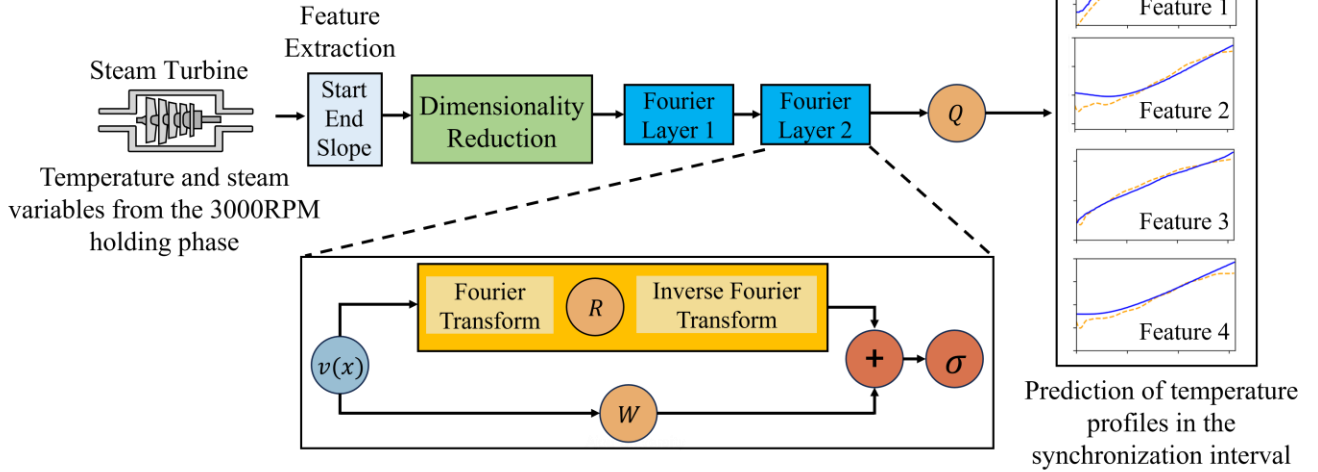 Feature
Extraction
Steam Turbine
Start
End
Slope
Dimensionality
Reduction
Fourier
Layer 1
Fourier
Layer 2
Q
Temperature and steam
variables from the 3000RPM
holding phase
Fourier
Transform
R
Inverse Fourier
Transform
v(x)
W
+
σ
Feature 1
Feature 2
Feature 3
Feature 4
Prediction of temperature
profiles in the
synchronization interval